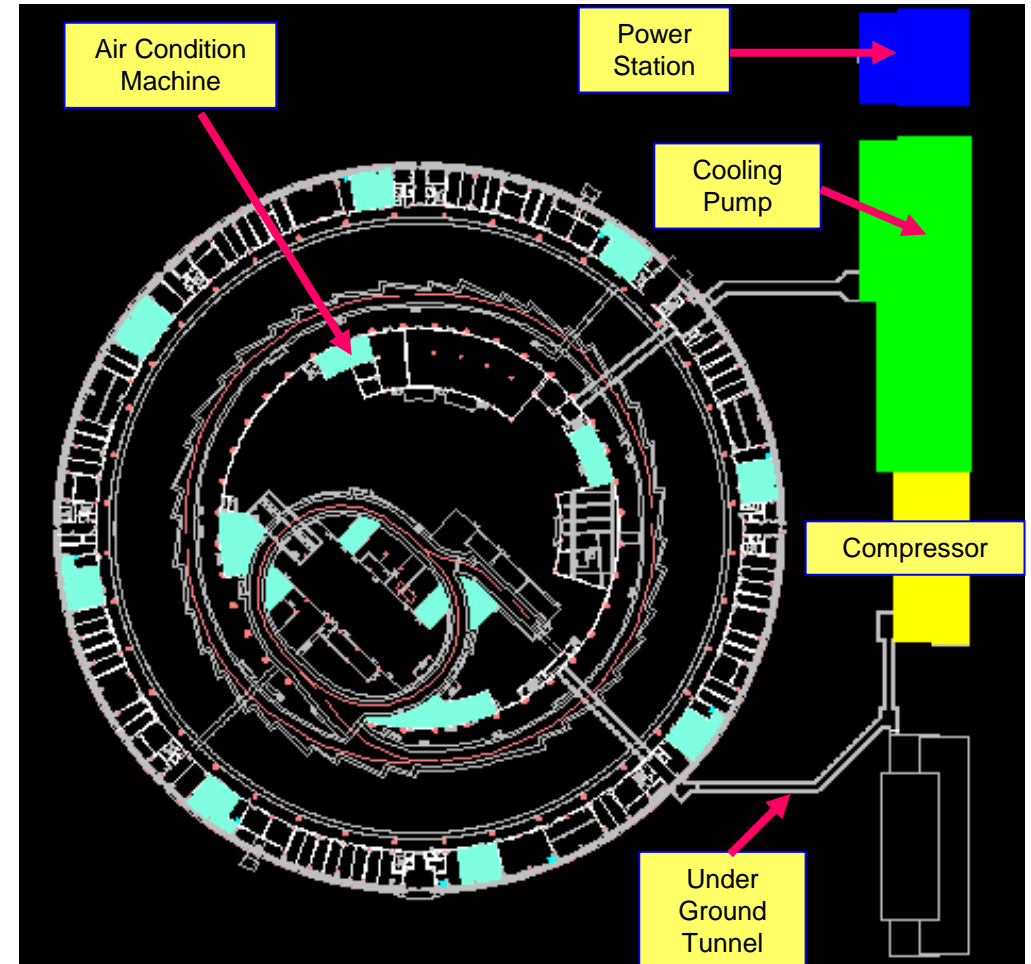 Air Condition
Machine
Power
Station
Cooling
Pump
Compressor
Under
Ground
Tunnel